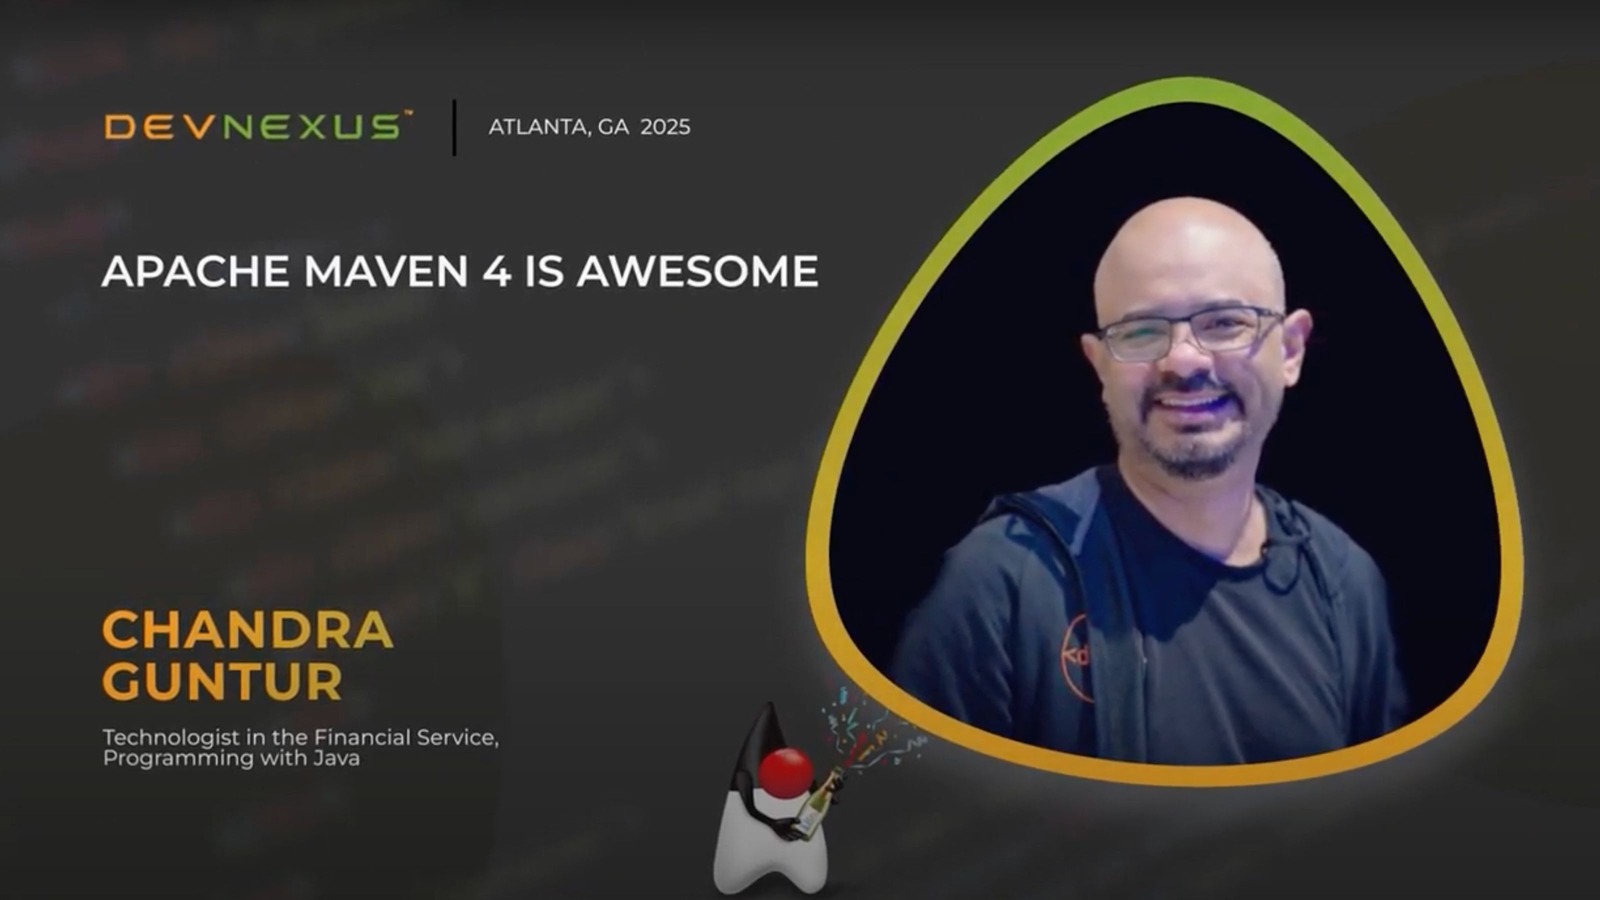 DEVNEXUS™
ATLANTA, GA 2025
APACHE MAVEN 4 IS AWESOME
CHANDRA
GUNTUR
Technologist in the Financial Service,
Programming with Java